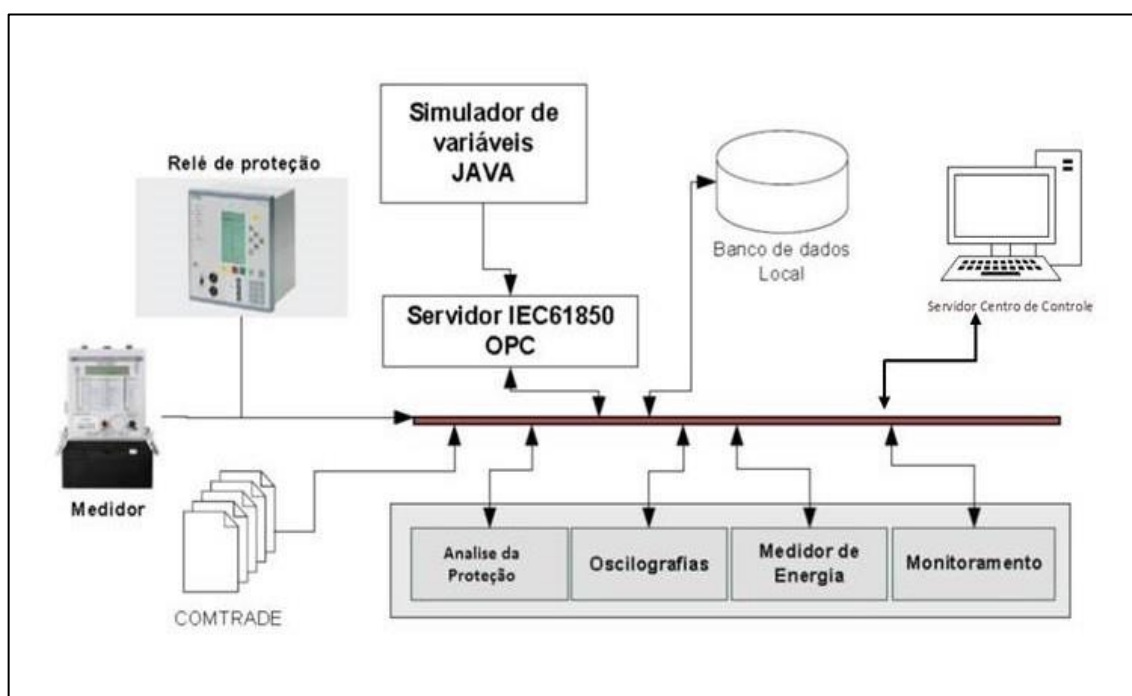 Simulador de
variáveis
JAVA
Relé de proteção
Banco de dados
Local
Servidor Centro de Controle
Servidor IEC61850
OPC
Medidor
COMTRADE
Analise da
Proteção
Oscilografias
Medidor de
Energia
Monitoramento